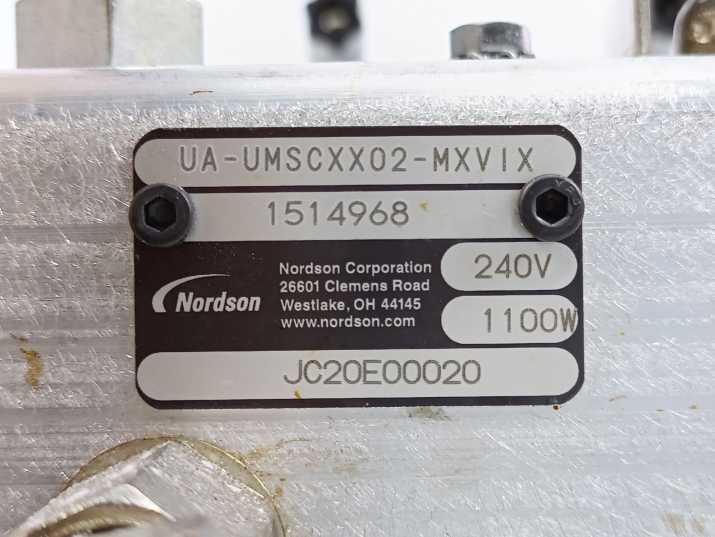 UA-UMSCXX02-MXVIX
1514968
Nordson
Nordson Corporation
26601 Clemens Road
Westlake, OH 44145
www.nordson.com
240V
1100W
JC20E00020